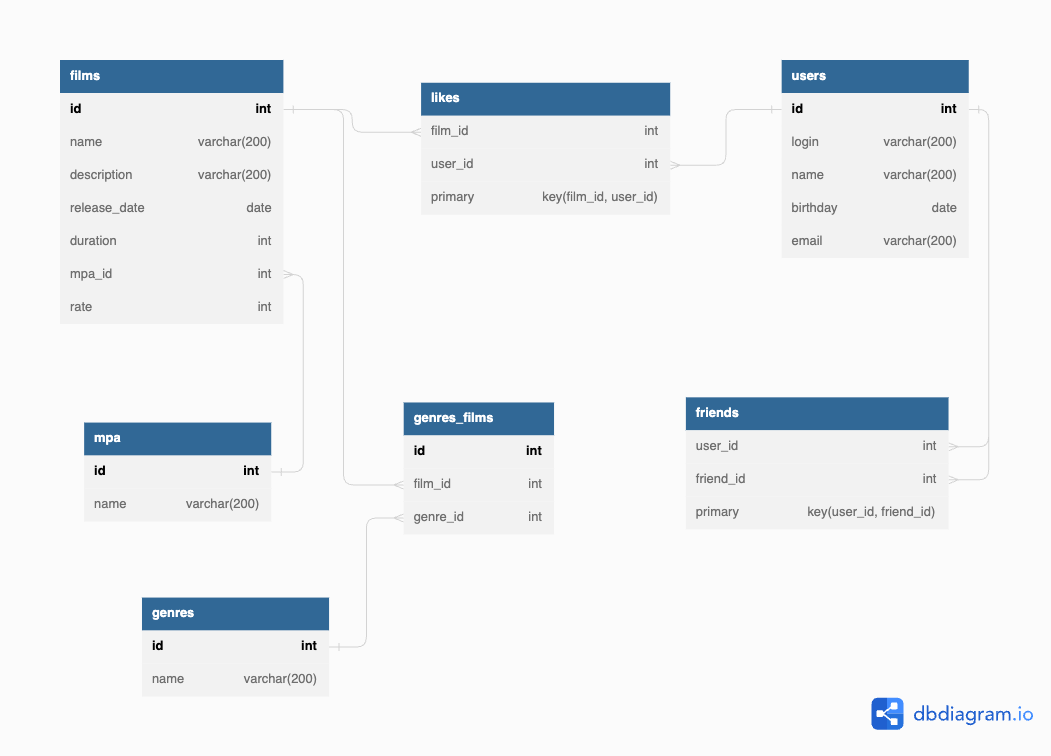 films
id int
name varchar(200)
description varchar(200)
release_date date
duration int
mpa_id int
rate int
likes
film_id int
user_id int
primary key(film_id, user_id)
users
id int
login varchar(200)
name varchar(200)
birthday date
email varchar(200)
mpa
id int
name varchar(200)
genres_films
id int
film_id int
genre_id int
friends
user_id int
friend_id int
primary key(user_id, friend_id)
genres
id int
name varchar(200)
dbdiagram.io